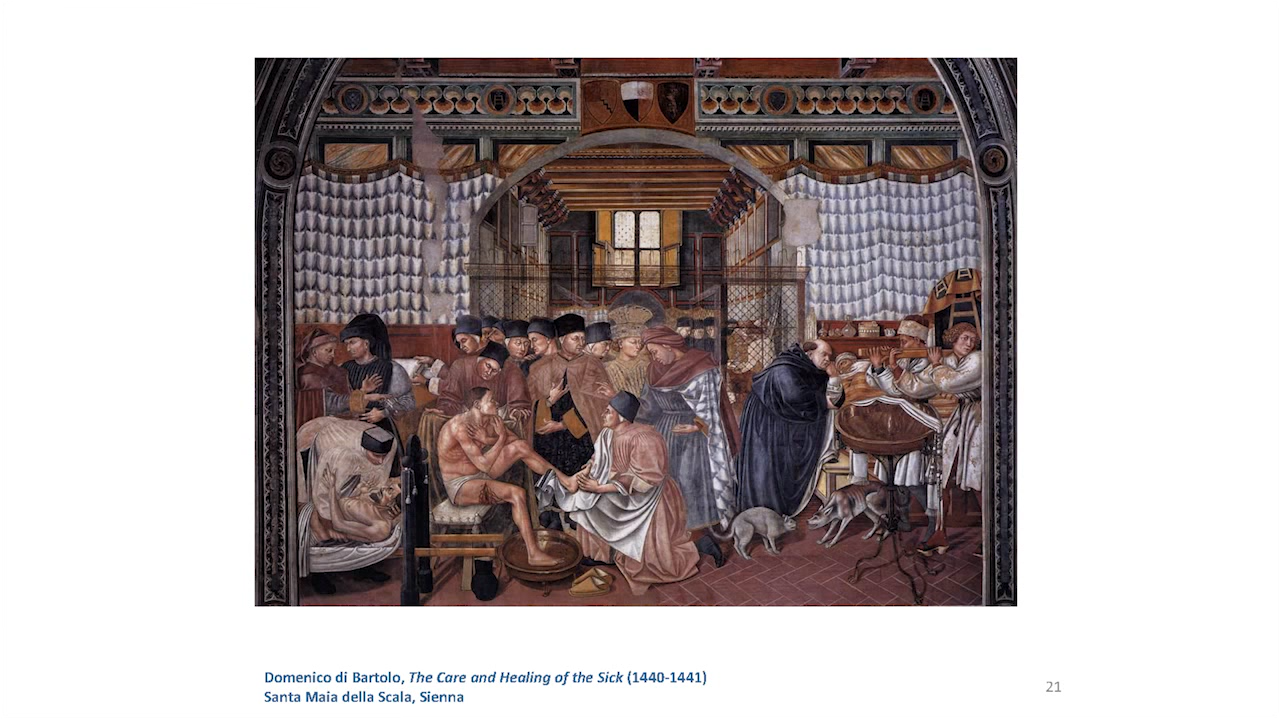 Domenico di Bartolo, The Care and Healing of the Sick (1440-1441)
Santa Maia della Scala, Sienna
21